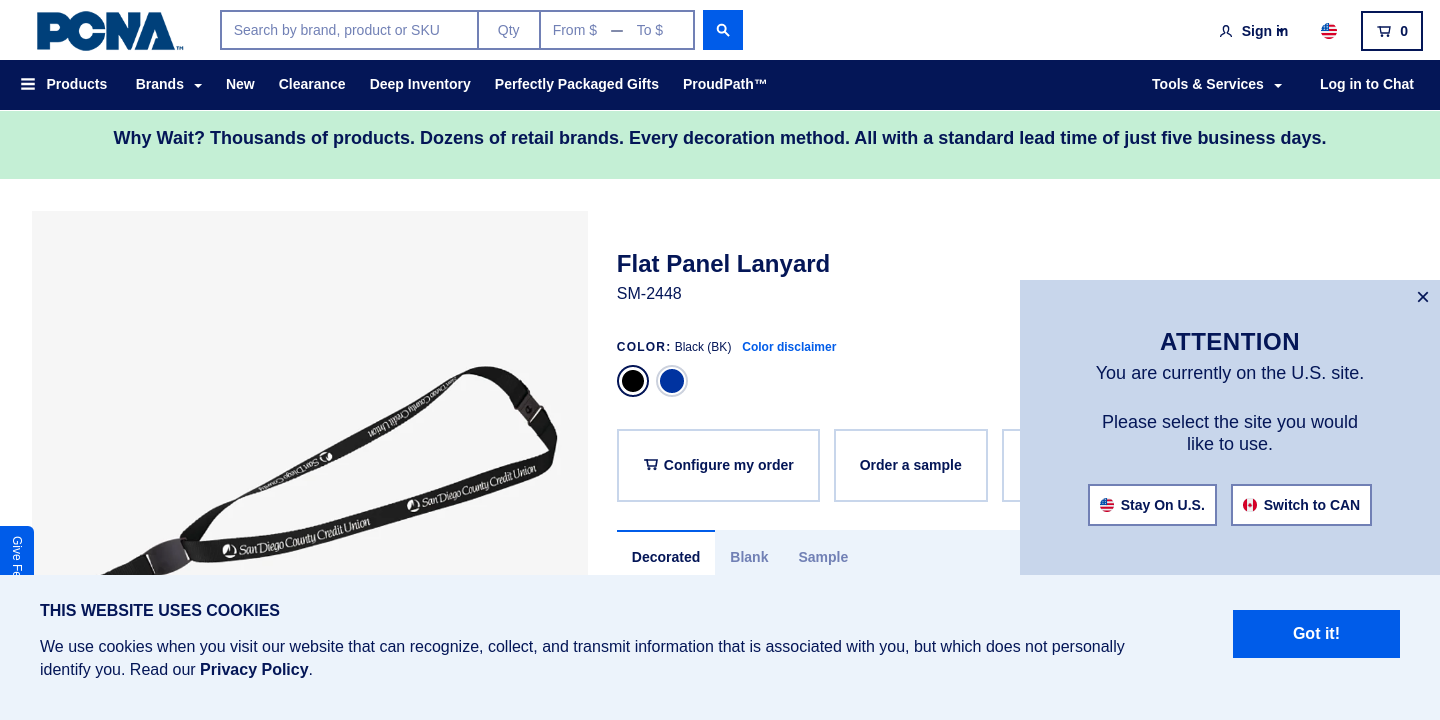 PCNA™
Search by brand, product or SKU
Qty
From $ — To $
Sign in
0
Products
Brands
New
Clearance
Deep Inventory
Perfectly Packaged Gifts
ProudPath™
Tools & Services
Log in to Chat
Why Wait? Thousands of products. Dozens of retail brands. Every decoration method. All with a standard lead time of just five business days.
San Diego County Credit Union
San Diego County Credit Union
San Diego County Credit Union
San Diego County Credit Union
Flat Panel Lanyard
SM-2448
COLOR: Black (BK) Color disclaimer
Configure my order
Order a sample
Decorated
Blank
Sample
×
ATTENTION
You are currently on the U.S. site.
Please select the site you would
like to use.
Stay On U.S.
Switch to CAN
Give
THIS WEBSITE USES COOKIES
We use cookies when you visit our website that can recognize, collect, and transmit information that is associated with you, but which does not personally
identify you. Read our Privacy Policy.
Got it!